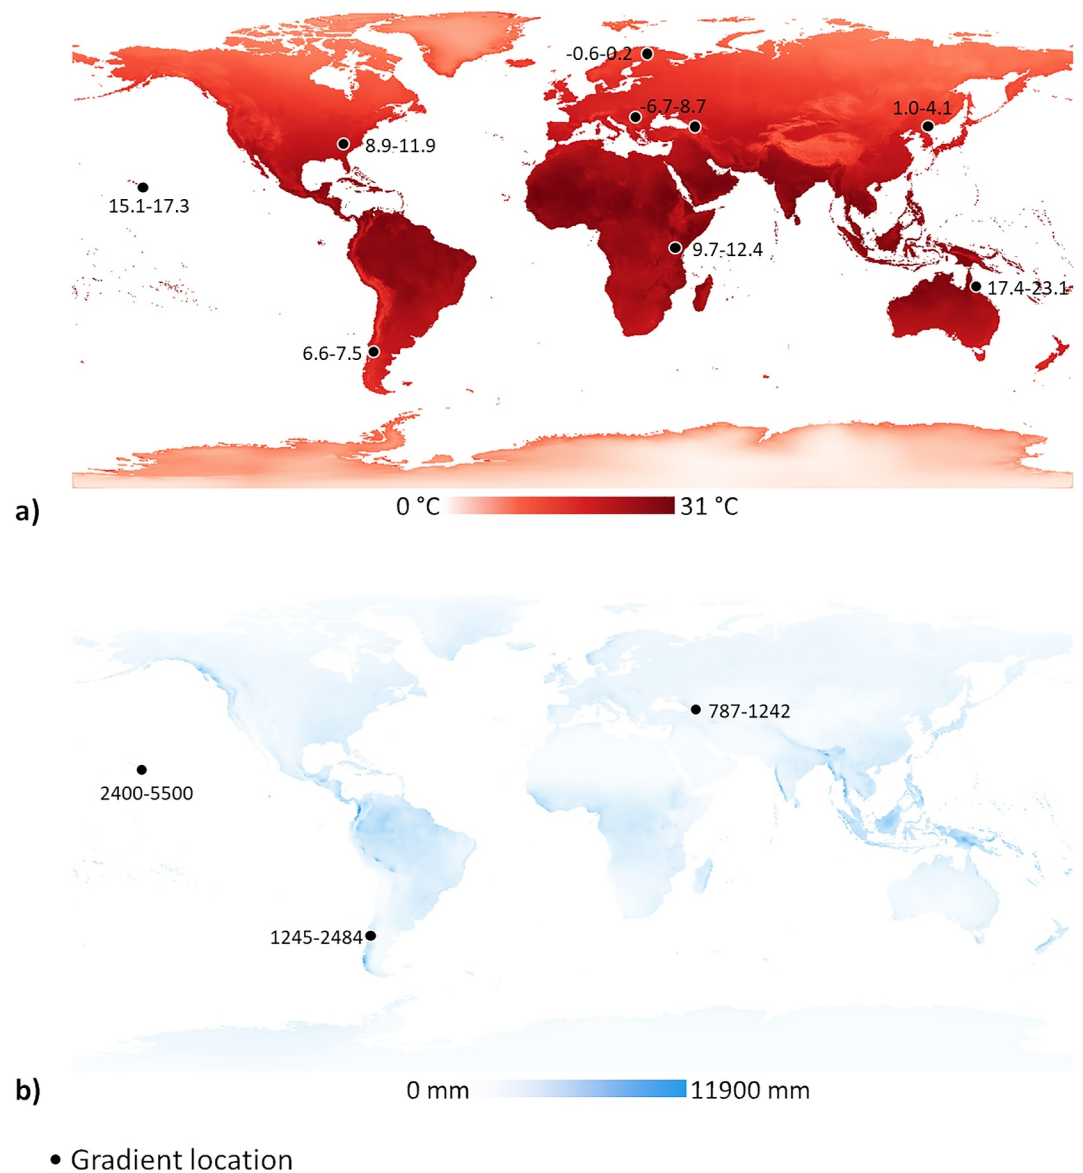 -0.6-0.2
-6.7-8.7
1.0-4.1
8.9-11.9
15.1-17.3
9.7-12.4
17.4-23.1
6.6-7.5
a)
0 °C
31 °C
787-1242
2400-5500
1245-2484
b)
0 mm
11900 mm
Gradient location